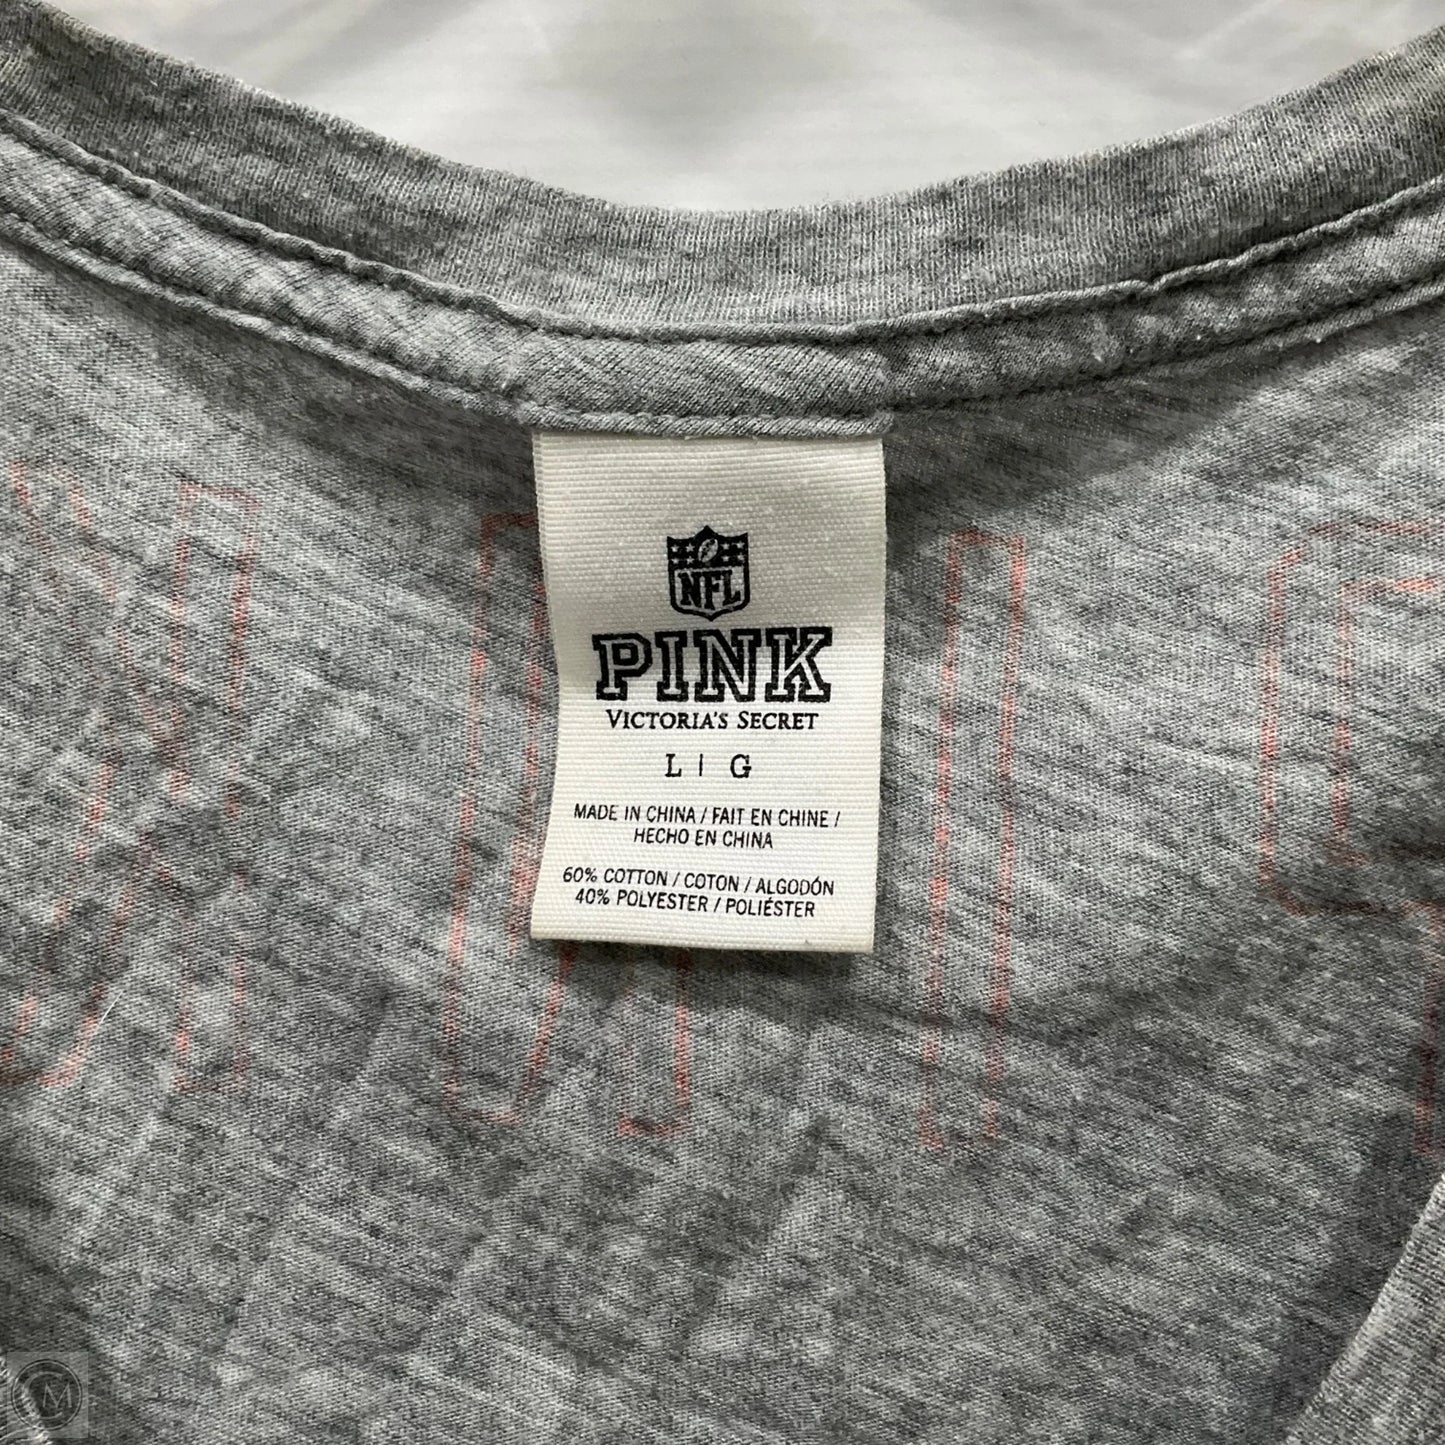 NFL
PINK
VICTORIA'S SECRET
L | G
MADE IN CHINA / FAIT EN CHINE /
HECHO EN CHINA
60% COTTON / COTON / ALGODÓN
40% POLYESTER / POLIÉSTER
M